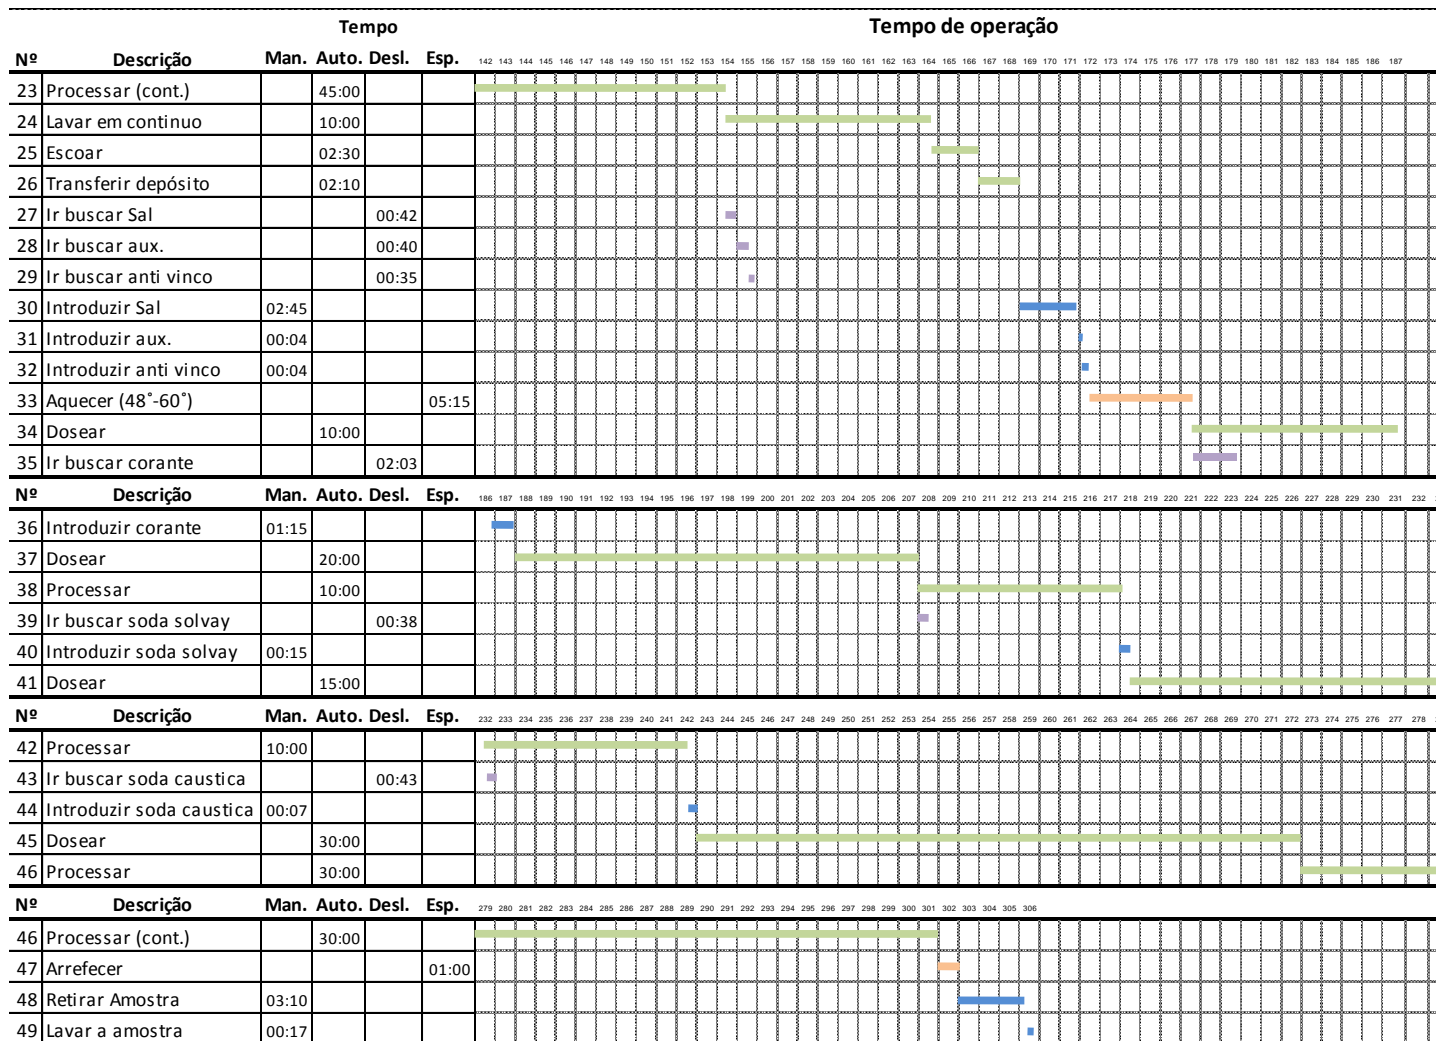 Tempo Tempo de operação
Nº Descrição Man. Auto. Desl. Esp. 142 143 144 145 146 147 148 149 150 151 152 153 154 155 156 157 158 159 160 161 162 163 164 165 166 167 168 169 170 171 172 173 174 175 176 177 178 179 180 181 182 183 184 185 186 187
23 Processar (cont.) 45:00
24 Lavar em continuo 10:00
25 Escoar 02:30
26 Transferir depósito 02:10
27 Ir buscar Sal 00:42
28 Ir buscar aux. 00:40
29 Ir buscar anti vinco 00:35
30 Introduzir Sal 02:45
31 Introduzir aux. 00:04
32 Introduzir anti vinco 00:04
33 Aquecer (48˚-60˚) 05:15
34 Dosear 10:00
35 Ir buscar corante 02:03
Nº Descrição Man. Auto. Desl. Esp. 186 187 188 189 190 191 192 193 194 195 196 197 198 199 200 201 202 203 204 205 206 207 208 209 210 211 212 213 214 215 216 217 218 219 220 221 222 223 224 225 226 227 228 229 230 231 232
36 Introduzir corante 01:15
37 Dosear 20:00
38 Processar 10:00
39 Ir buscar soda solvay 00:38
40 Introduzir soda solvay 00:15
41 Dosear 15:00
Nº Descrição Man. Auto. Desl. Esp. 232 233 234 235 236 237 238 239 240 241 242 243 244 245 246 247 248 249 250 251 252 253 254 255 256 257 258 259 260 261 262 263 264 265 266 267 268 269 270 271 272 273 274 275 276 277 278
42 Processar 10:00
43 Ir buscar soda caustica 00:43
44 Introduzir soda caustica 00:07
45 Dosear 30:00
46 Processar 30:00
Nº Descrição Man. Auto. Desl. Esp. 279 280 281 282 283 284 285 286 287 288 289 290 291 292 293 294 295 296 297 298 299 300 301 302 303 304 305 306
46 Processar (cont.) 30:00
47 Arrefecer 01:00
48 Retirar Amostra 03:10
49 Lavar a amostra 00:17